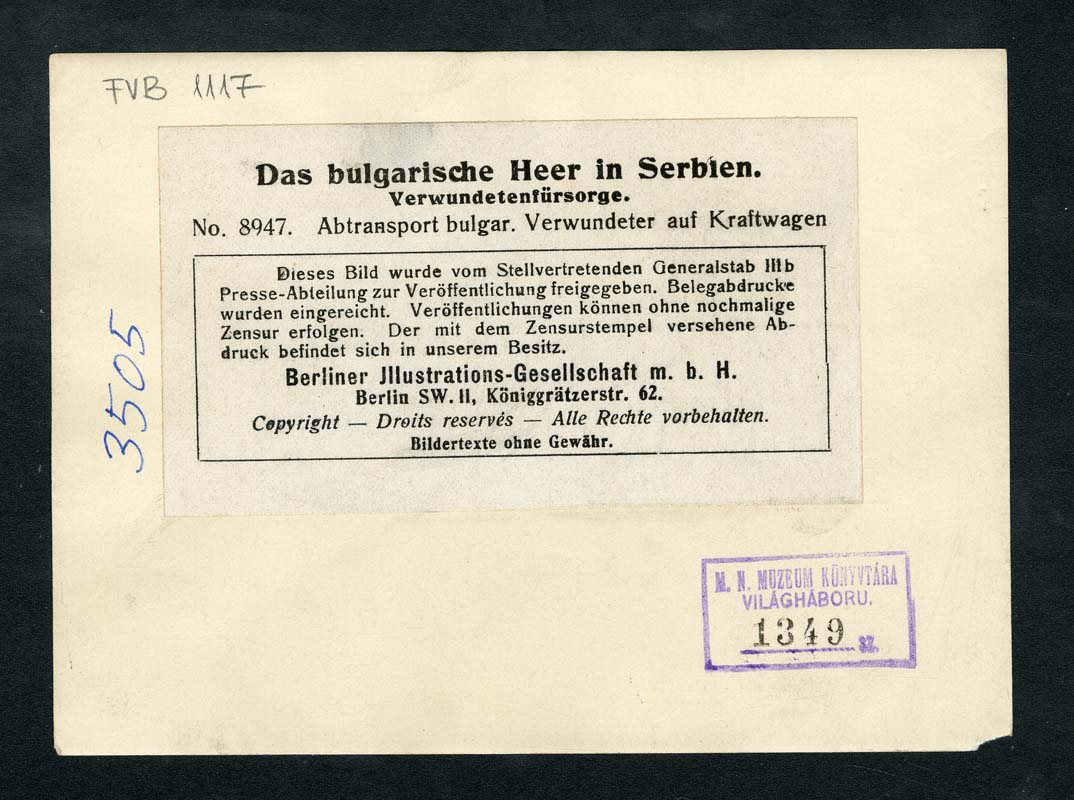 FVB 1117
Das bulgarische Heer in Serbien.
Verwundetenfürsorge.
No. 8947. Abtransport bulgar. Verwundeter auf Kraftwagen
Dieses Bild wurde vom Stellvertretenden Generalstab IIIb
Presse-Abteilung zur Veröffentlichung freigegeben. Belegabdrucke
wurden eingereicht. Veröffentlichungen können ohne nochmalige
Zensur erfolgen. Der mit dem Zensurstempel versehene Ab-
druck befindet sich in unserem Besitz.
Berliner Jllustrations-Gesellschaft m. b. H.
Berlin SW. 11, Königgrätzerstr. 62.
Copyright — Droits reservés — Alle Rechte vorbehalten.
Bildertexte ohne Gewähr.
3505
M. N. MUZEUM KÖNYVTÁRA
VILÁGHÁBORU.
1349 SZ.